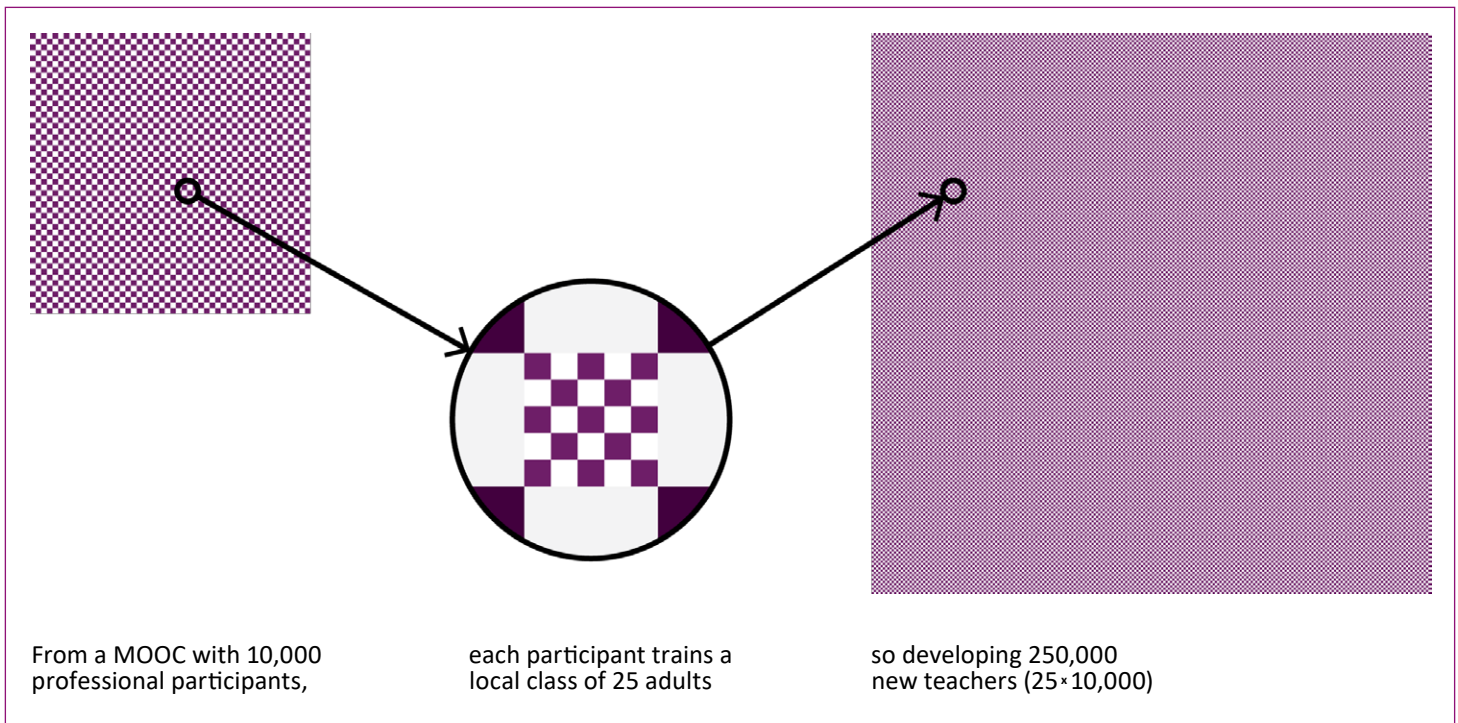 From a MOOC with 10,000
professional participants,
each participant trains a
local class of 25 adults
so developing 250,000
new teachers (25×10,000)